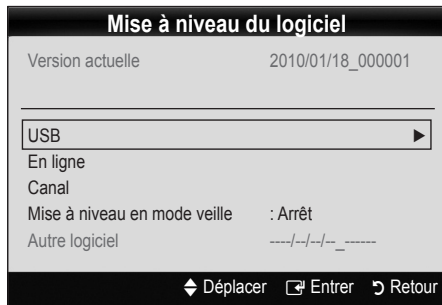 Mise à niveau du logiciel
Version actuelle 2010/01/18_000001
USB
En ligne
Canal
Mise à niveau en mode veille : Arrêt
Autre logiciel ----/--/--/--_------
Déplacer Entrer Retour